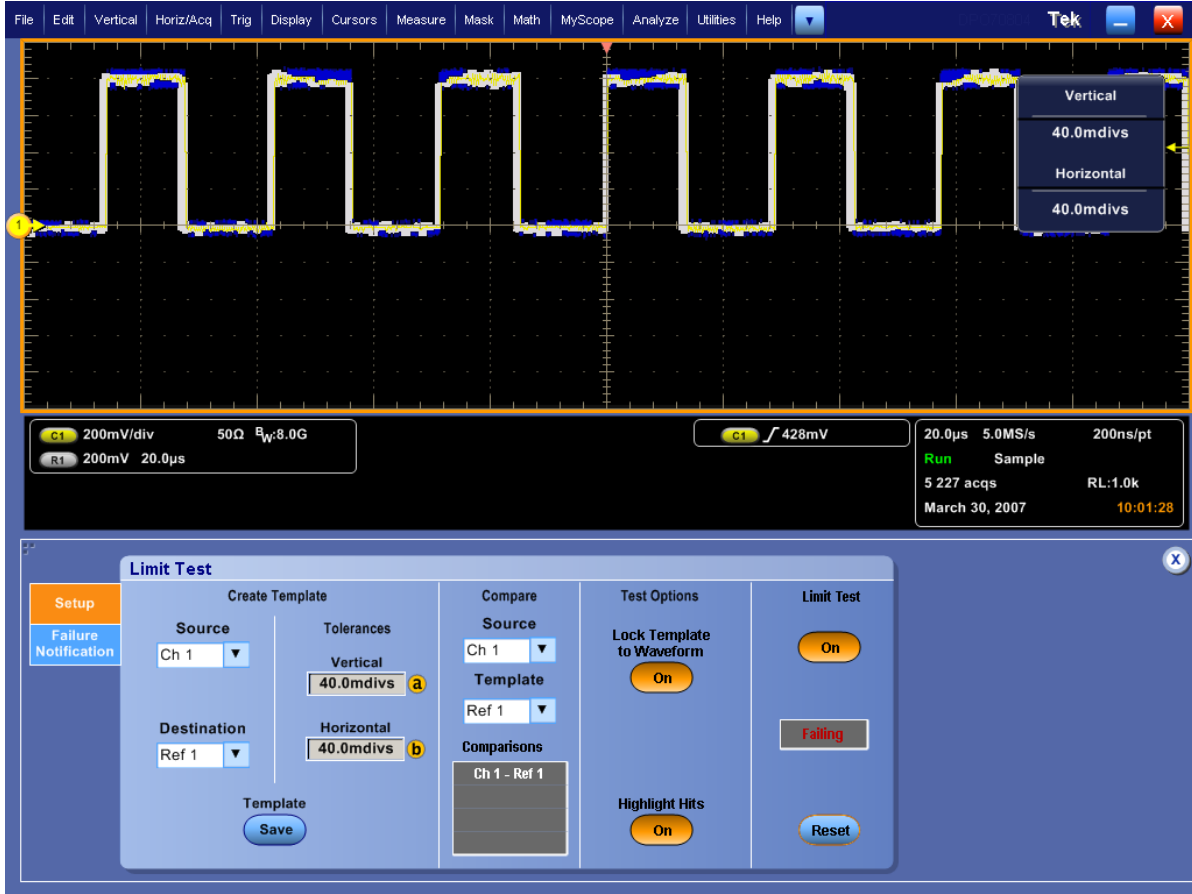 File Edit Vertical Horiz/Acq Trig Display Cursors Measure Mask Math MyScope Analyze Utilities Help Tek X
Vertical
40.0mdivs
Horizontal
40.0mdivs
1
C1 200mV/div 50Ω BW:8.0G
R1 200mV 20.0µs
C1 428mV
20.0µs 5.0MS/s 200ns/pt
Run Sample
5 227 acqs RL:1.0k
March 30, 2007 10:01:28
X
Limit Test
Setup
Failure
Notification
Create Template
Source
Ch 1
Destination
Ref 1
Tolerances
Vertical
40.0mdivs a
Horizontal
40.0mdivs b
Template
Save
Compare
Source
Ch 1
Template
Ref 1
Comparisons
Ch 1 - Ref 1
Test Options
Lock Template
to Waveform
On
Highlight Hits
On
Limit Test
On
Failing
Reset